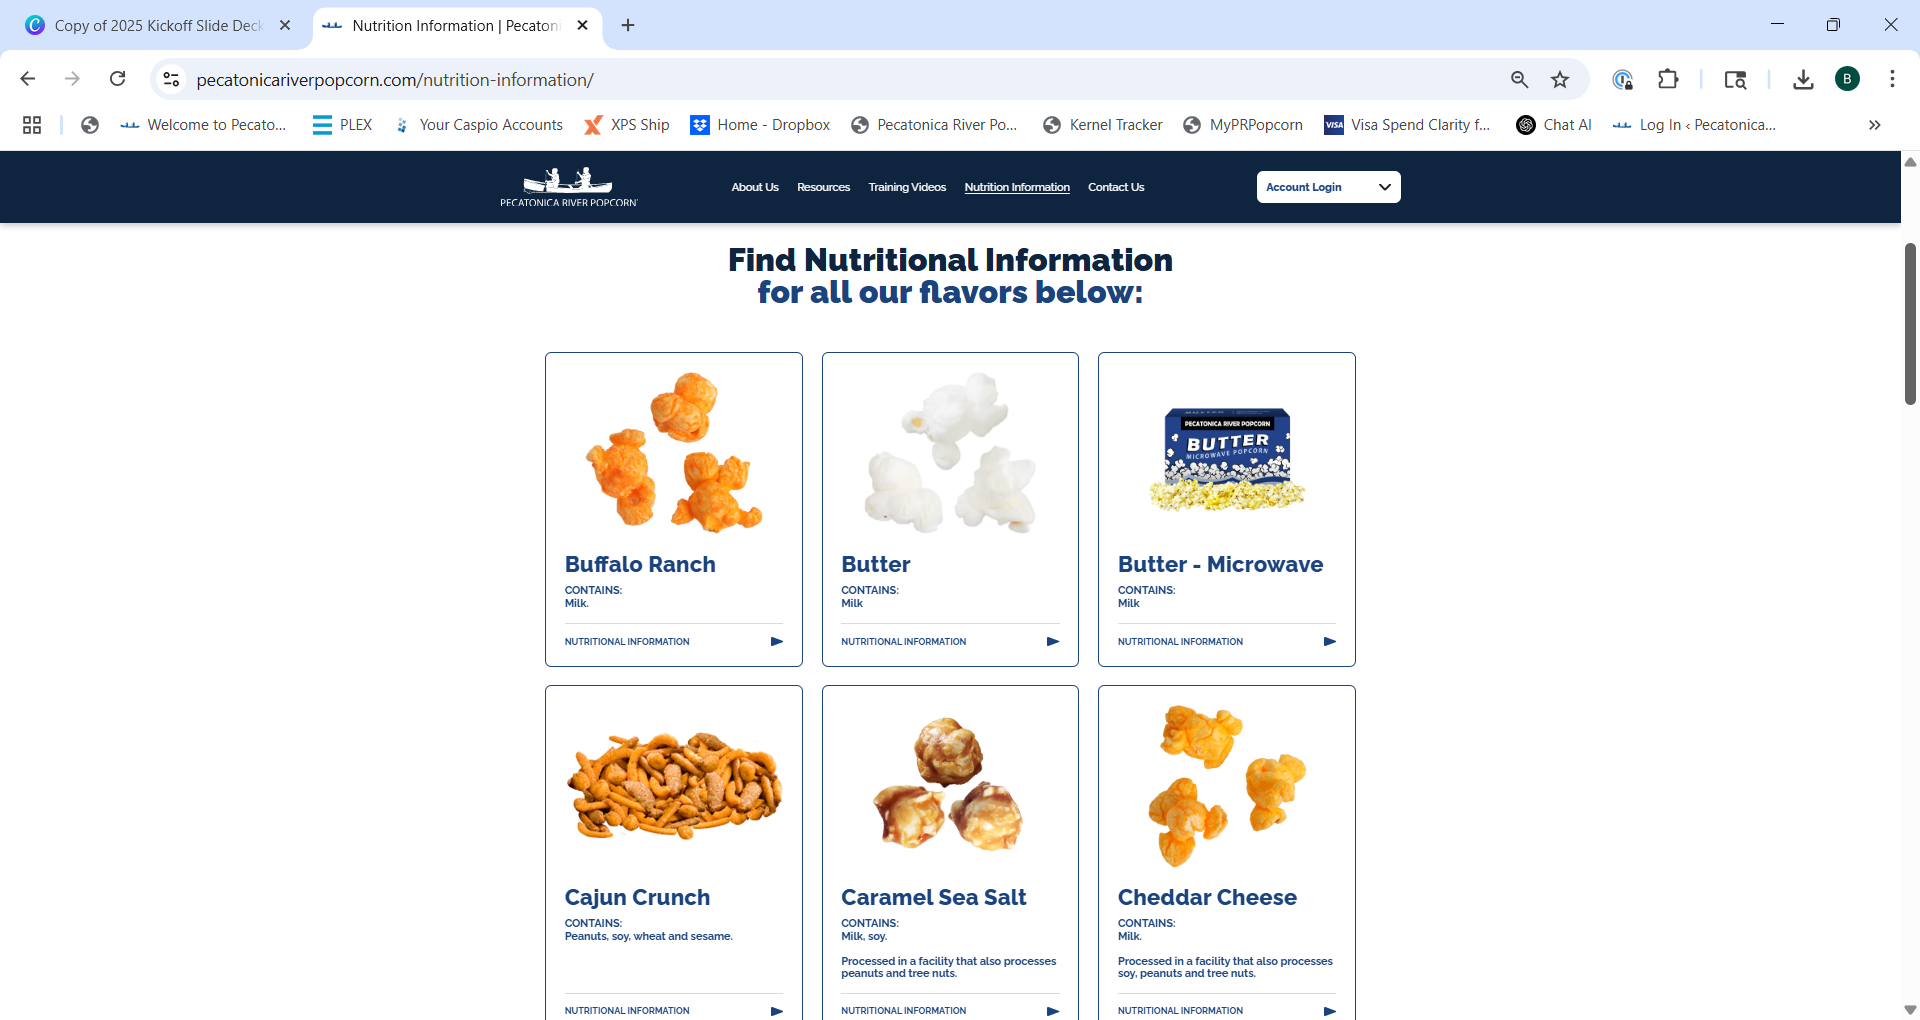 Copy of 2025 Kickoff Slide Deck
Nutrition Information | Pecatoni
pecatonicariverpopcorn.com/nutrition-information/
B
Welcome to Pecato...
PLEX
Your Caspio Accounts
XPS Ship
Home - Dropbox
Pecatonica River Po...
Kernel Tracker
MyPRPopcorn
VISA
Visa Spend Clarity f...
Chat AI
Log In ‹ Pecatonica...
PECATONICA RIVER POPCORN
About Us
Resources
Training Videos
Nutrition Information
Contact Us
Account Login
Find Nutritional Information
for all our flavors below:
PECATONICA RIVER POPCORN
BUTTER
MICROWAVE POPCORN
Buffalo Ranch
CONTAINS:
Milk.
NUTRITIONAL INFORMATION
Butter
CONTAINS:
Milk
NUTRITIONAL INFORMATION
Butter - Microwave
CONTAINS:
Milk
NUTRITIONAL INFORMATION
Cajun Crunch
CONTAINS:
Peanuts, soy, wheat and sesame.
NUTRITIONAL INFORMATION
Caramel Sea Salt
CONTAINS:
Milk, soy.
Processed in a facility that also processes
peanuts and tree nuts.
NUTRITIONAL INFORMATION
Cheddar Cheese
CONTAINS:
Milk.
Processed in a facility that also processes
soy, peanuts and tree nuts.
NUTRITIONAL INFORMATION